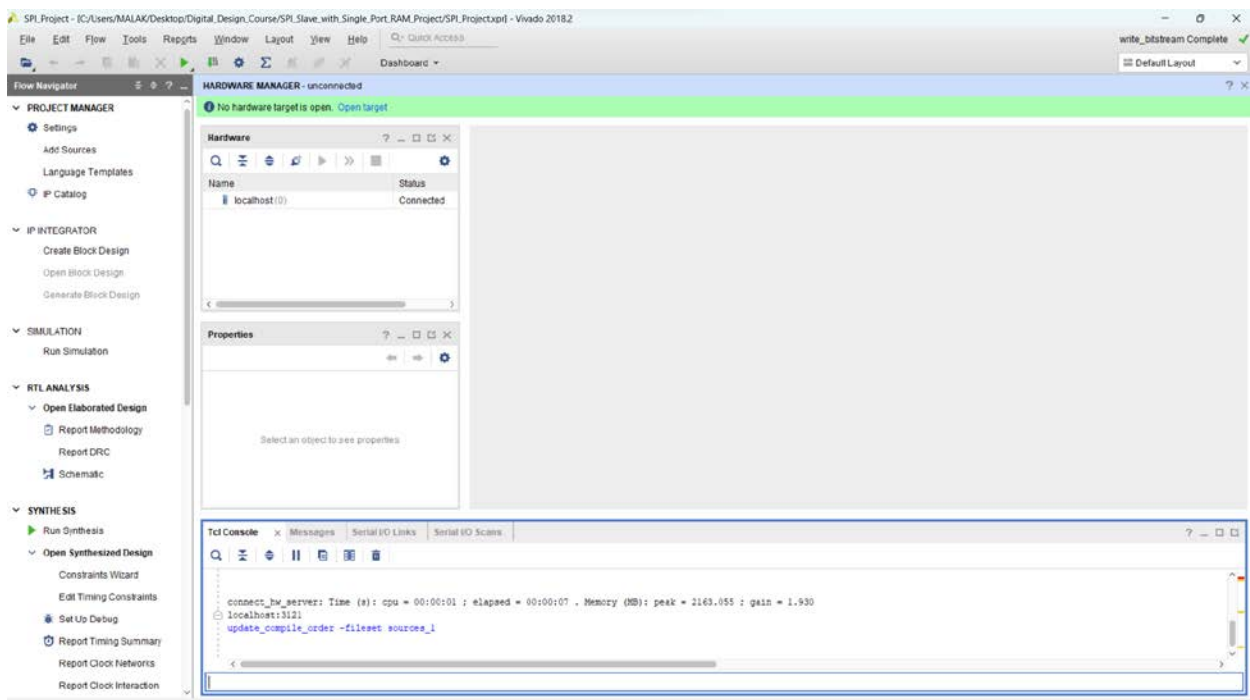 SPI_Project - [C:/Users/MALAK/Desktop/Digital_Design_Course/SPI_Slave_with_Single_Port_RAM_Project/SPI_Project.xpr] - Vivado 2018.2
File Edit Flow Tools Reports Window Layout View Help Quick Access
write_bitstream Complete
Dashboard
Default Layout
Flow Navigator
HARDWARE MANAGER - unconnected
PROJECT MANAGER
Settings
Add Sources
Language Templates
IP Catalog
IP INTEGRATOR
Create Block Design
Open Block Design
Generate Block Design
SIMULATION
Run Simulation
RTL ANALYSIS
Open Elaborated Design
Report Methodology
Report DRC
Schematic
SYNTHESIS
Run Synthesis
Open Synthesized Design
Constraints Wizard
Edit Timing Constraints
Set Up Debug
Report Timing Summary
Report Clock Networks
Report Clock Interaction
No hardware target is open. Open target
Hardware
Name Status
localhost (0) Connected
Properties
Select an object to see properties
Tcl Console Messages Serial I/O Links Serial I/O Scans
connect_hw_server: Time (s): cpu = 00:00:01 ; elapsed = 00:00:07 . Memory (MB): peak = 2163.055 ; gain = 1.930
localhost:3121
update_compile_order -fileset sources_1